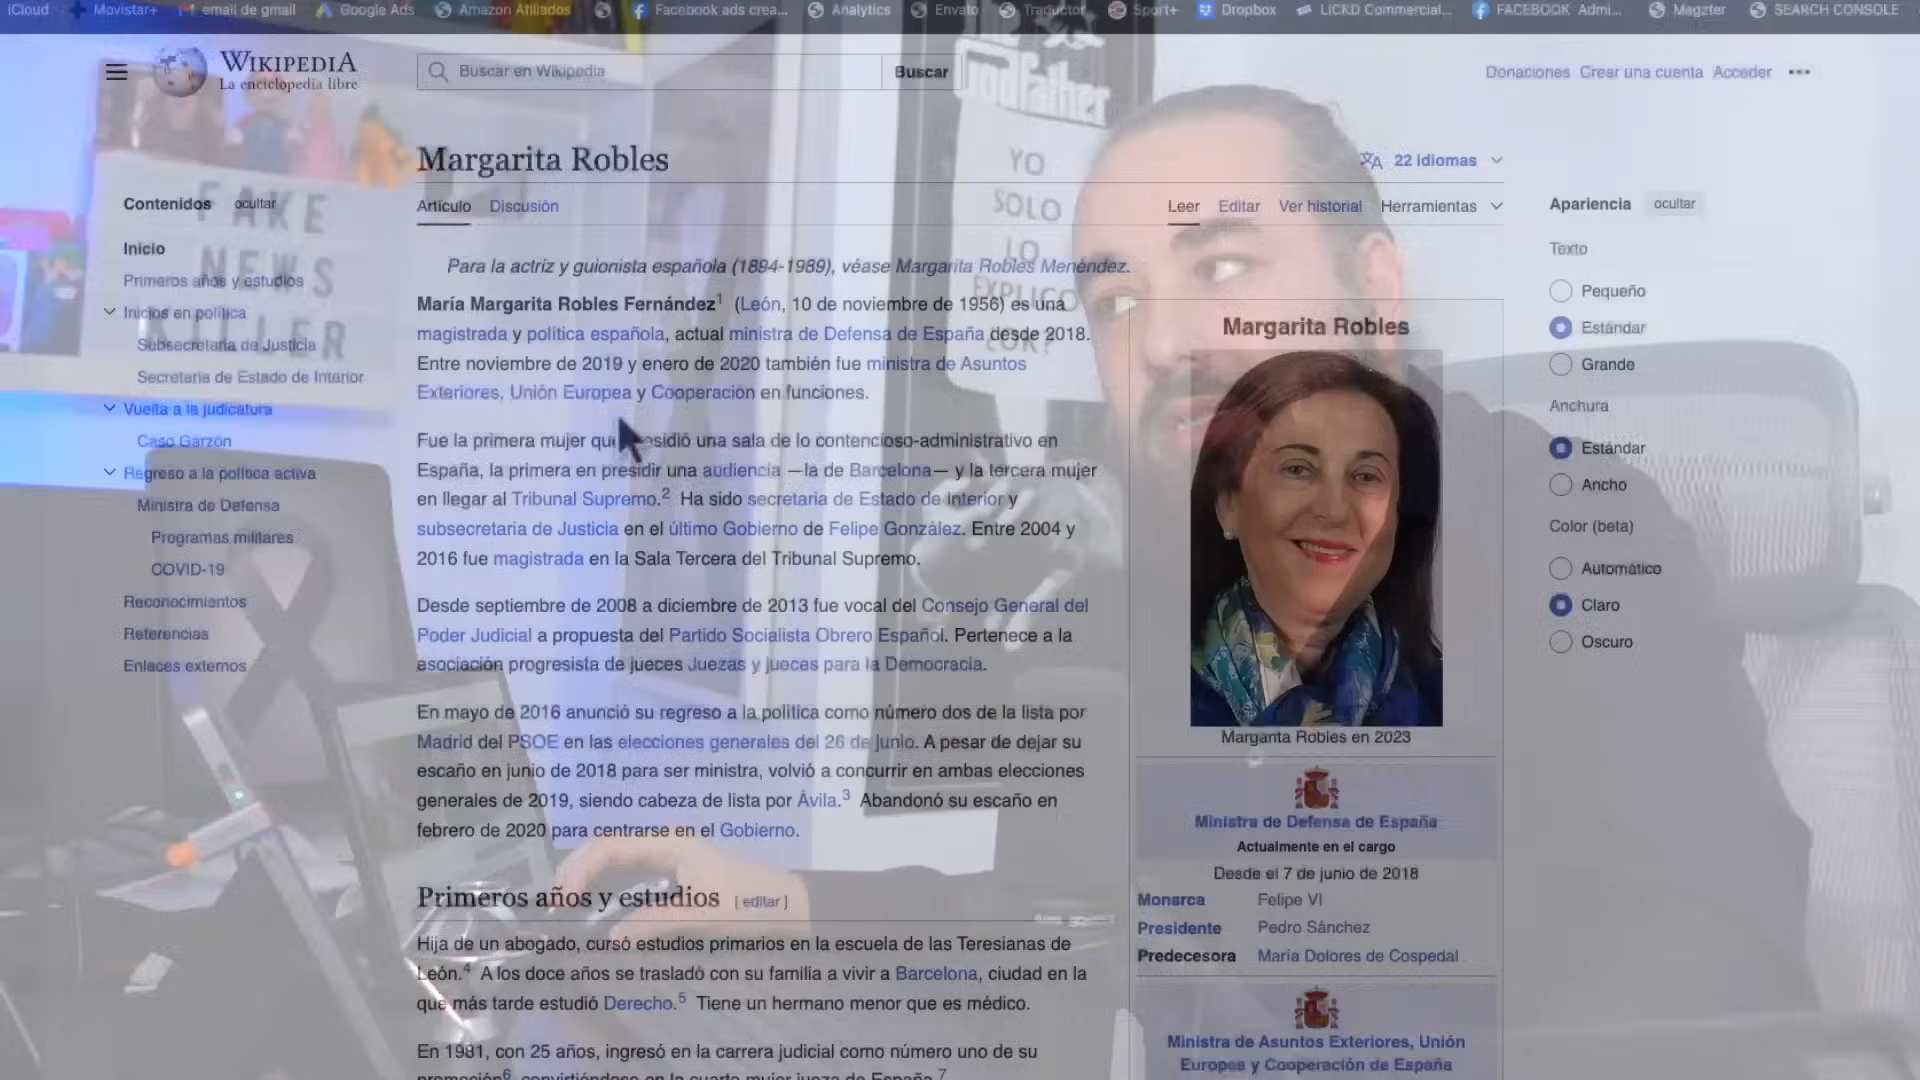 iCloud Movistar+ email de gmail Google Ads Amazon Afiliados Facebook ads crea... Analytics Envato Traductor Sport+ Dropbox LICKD Commercial... FACEBOOK Admi... Magzter SEARCH CONSOLE
WIKIPEDIA
La enciclopedia libre
Buscar en Wikipedia
Buscar
Donaciones Crear una cuenta Acceder
The Godfather
Margarita Robles
22 idiomas
Artículo Discusión
Leer Editar Ver historial Herramientas
Contenidos ocultar
Inicio
Primeros años y estudios
Inicios en política
Subsecretaria de Justicia
Secretaria de Estado de Interior
Vuelta a la judicatura
Caso Garzón
Regreso a la política activa
Ministra de Defensa
Programas militares
COVID-19
Reconocimientos
Referencias
Enlaces externos
FAKE
NEWS
KILLER
YO
SOLO
LO
EXPLICO
Para la actriz y guionista española (1894-1989), véase Margarita Robles Menéndez.
María Margarita Robles Fernández1 (León, 10 de noviembre de 1956) es una
magistrada y política española, actual ministra de Defensa de España desde 2018.
Entre noviembre de 2019 y enero de 2020 también fue ministra de Asuntos
Exteriores, Unión Europea y Cooperación en funciones.
Fue la primera mujer qu esidió una sala de lo contencioso-administrativo en
España, la primera en presidir una audiencia —la de Barcelona— y la tercera mujer
en llegar al Tribunal Supremo.2 Ha sido secretaria de Estado de Interior y
subsecretaria de Justicia en el último Gobierno de Felipe González. Entre 2004 y
2016 fue magistrada en la Sala Tercera del Tribunal Supremo.
Desde septiembre de 2008 a diciembre de 2013 fue vocal del Consejo General del
Poder Judicial a propuesta del Partido Socialista Obrero Español. Pertenece a la
asociación progresista de jueces Juezas y jueces para la Democracia.
En mayo de 2016 anunció su regreso a la política como número dos de la lista por
Madrid del PSOE en las elecciones generales del 26 de junio. A pesar de dejar su
escaño en junio de 2018 para ser ministra, volvió a concurrir en ambas elecciones
generales de 2019, siendo cabeza de lista por Ávila.3 Abandonó su escaño en
febrero de 2020 para centrarse en el Gobierno.
Primeros años y estudios [ editar ]
Hija de un abogado, cursó estudios primarios en la escuela de las Teresianas de
León.4 A los doce años se trasladó con su familia a vivir a Barcelona, ciudad en la
que más tarde estudió Derecho.5 Tiene un hermano menor que es médico.
En 1981, con 25 años, ingresó en la carrera judicial como número uno de su
promoción6 convirtiéndose en la cuarta mujer jueza de España.7
Margarita Robles
Margarita Robles en 2023
Ministra de Defensa de España
Actualmente en el cargo
Desde el 7 de junio de 2018
Monarca Felipe VI
Presidente Pedro Sánchez
Predecesora María Dolores de Cospedal
Ministra de Asuntos Exteriores, Unión
Europea y Cooperación de España
Apariencia ocultar
Texto
Pequeño
Estándar
Grande
Anchura
Estándar
Ancho
Color (beta)
Automático
Claro
Oscuro